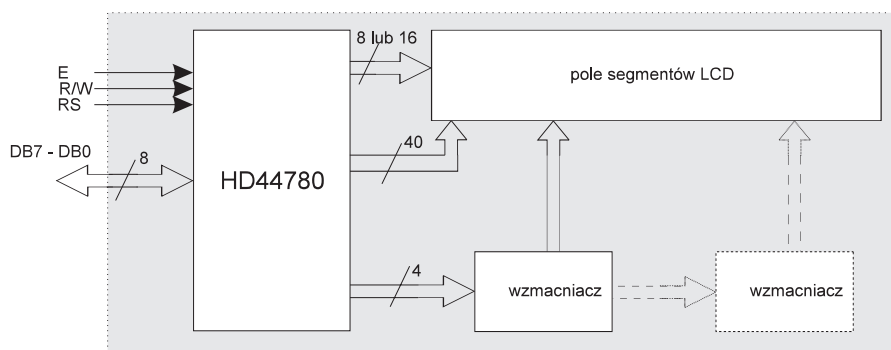 8 lub 16
E
R/W
RS
pole segmentów LCD
DB7 - DB0
8
40
HD44780
4
wzmacniacz
wzmacniacz